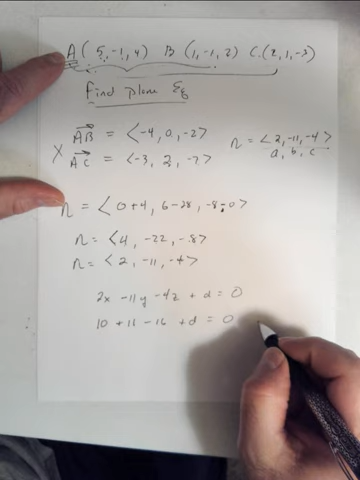 A( 5, -1, 4) B (1, -1, 2) C.(2, 1, -3)
find plane Eq
AB = <-4, 0, -2>
n = <2, -11, -4>
a, b, c
X AC = <-3, 2, -7>
n = < 0+4, 6-28, -8-0>
n = <4, -22, -8>
n = <2, -11, -4>
2x -11y -4z + d = 0
10 + 11 - 16 + d = 0